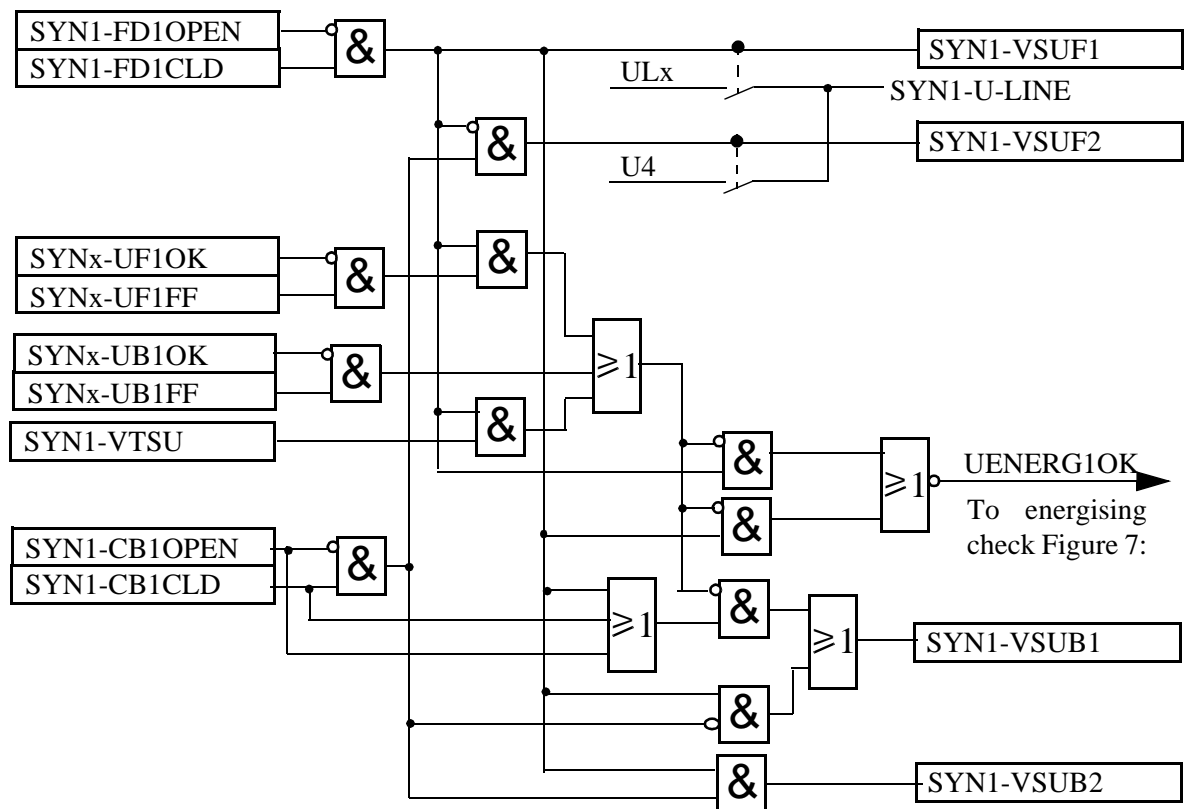 SYN1-FD1OPEN
SYN1-FD1CLD
&
SYN1-VSUF1
ULx
SYN1-U-LINE
&
SYN1-VSUF2
U4
SYNx-UF1OK
SYNx-UF1FF
&
&
SYNx-UB1OK
SYNx-UB1FF
&
⩾1
SYN1-VTSU
&
&
⩾1
UENERG1OK
&
To energising
check Figure 7:
SYN1-CB1OPEN
SYN1-CB1CLD
&
⩾1
&
⩾1
SYN1-VSUB1
&
&
SYN1-VSUB2